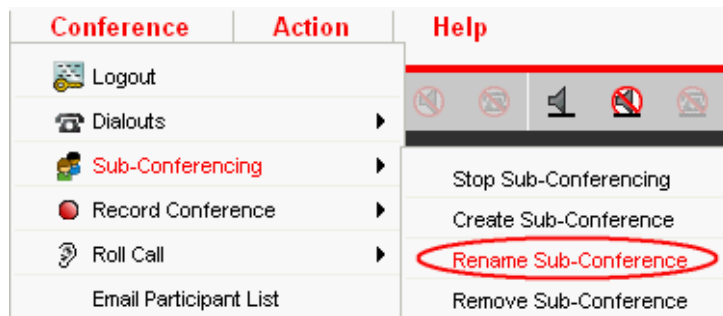 Conference Action Help
Logout
Dialouts
Sub-Conferencing
Record Conference
Roll Call
Email Participant List
Stop Sub-Conferencing
Create Sub-Conference
Rename Sub-Conference
Remove Sub-Conference